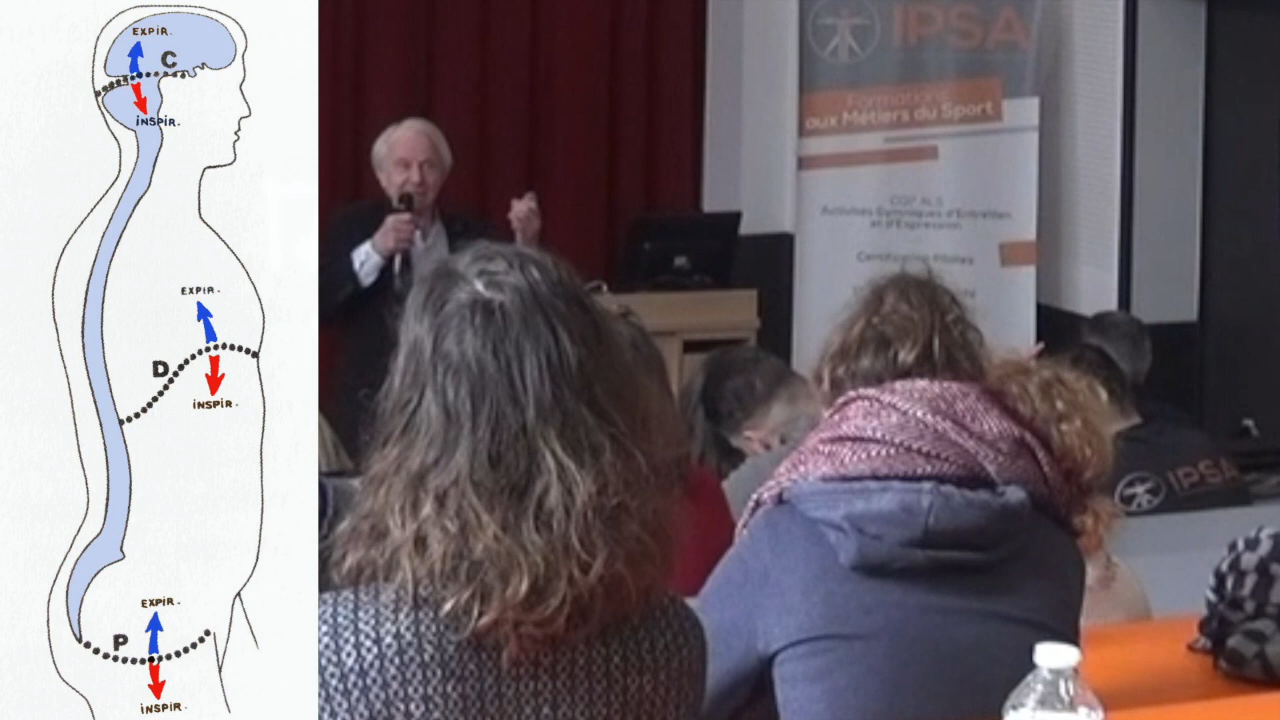 EXPIR.
C
INSPIR.
EXPIR.
D
INSPIR.
EXPIR.
P
INSPIR.
IPSA
Formations
aux Métiers du Sport
CQP ALS
Activités Gymniques d'Entretien
et d'Expression
IPSA